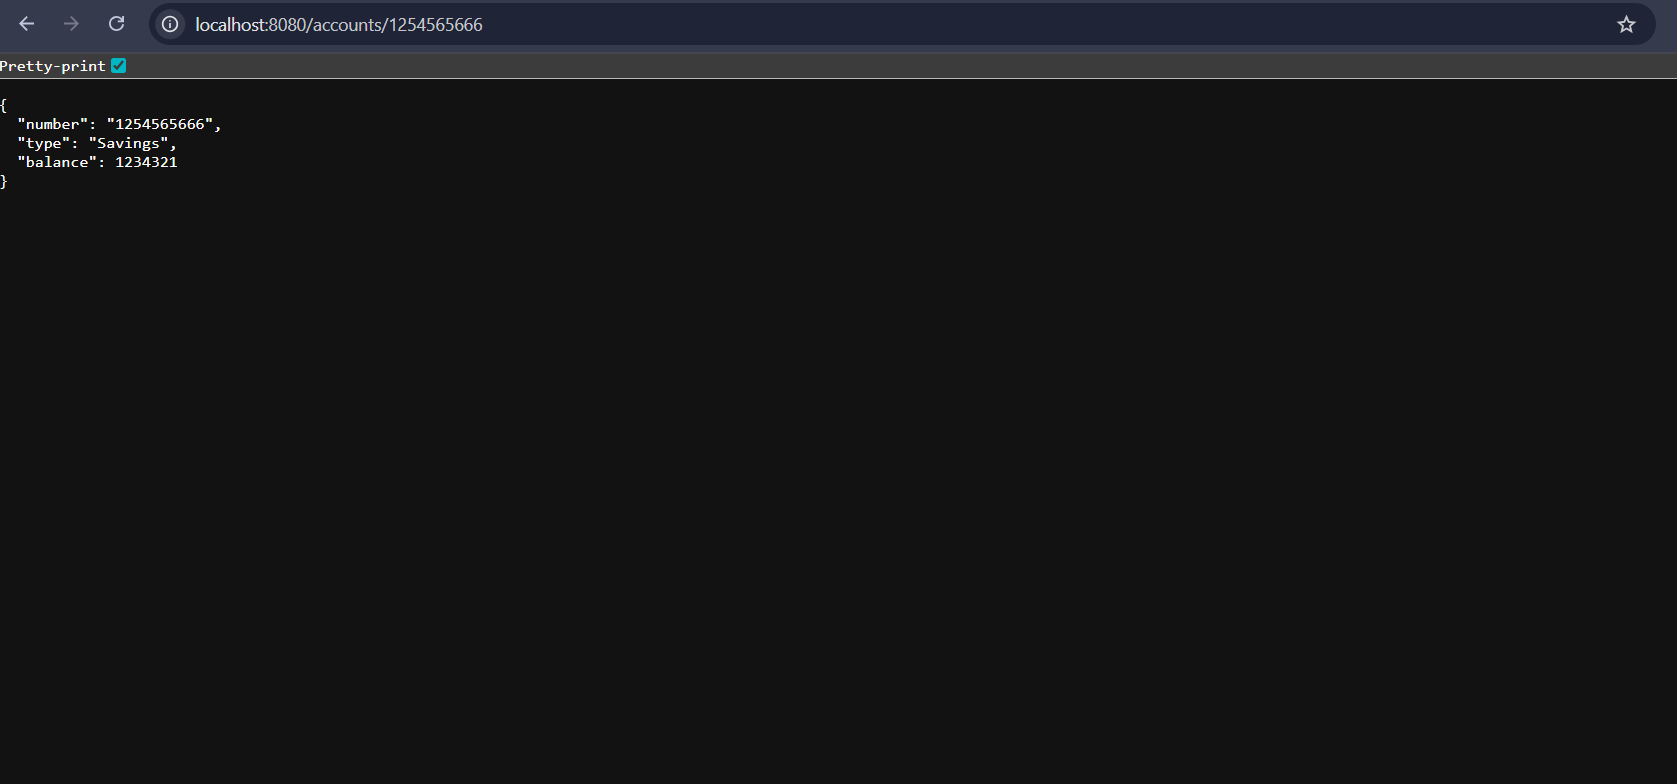 localhost:8080/accounts/1254565666
Pretty-print
{
  "number": "1254565666",
  "type": "Savings",
  "balance": 1234321
}